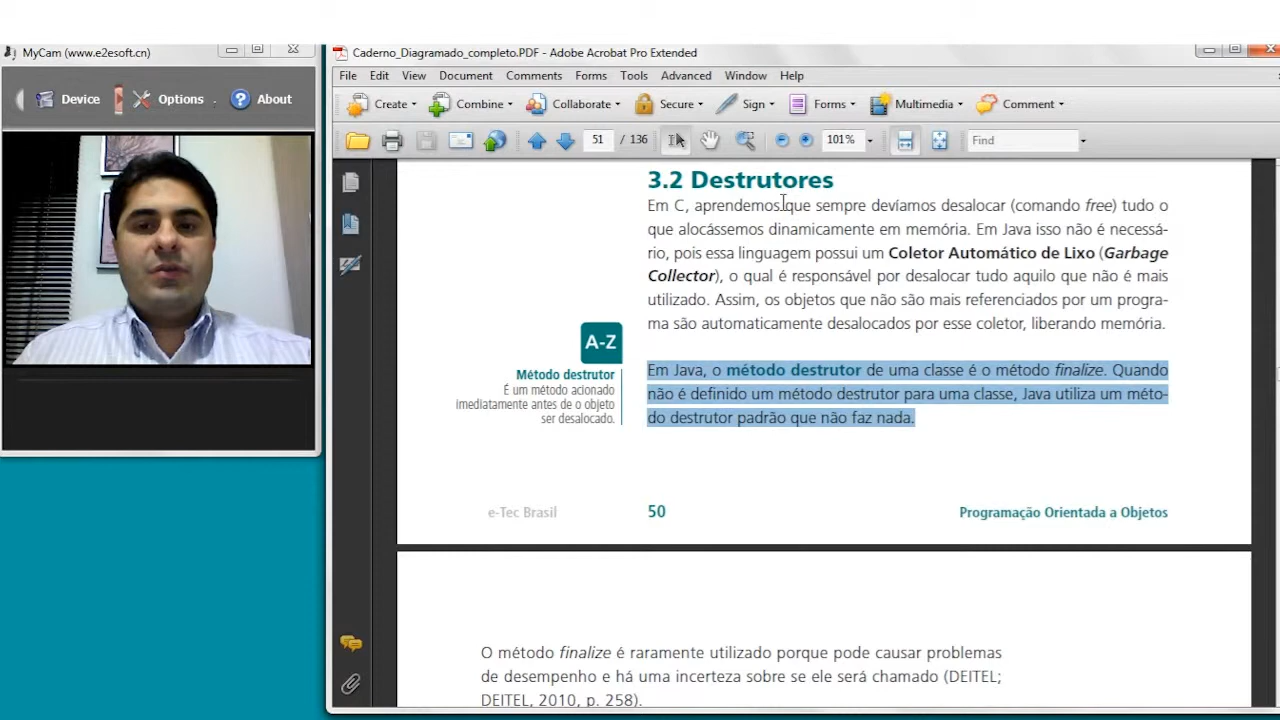 MyCam (www.e2esoft.cn)
Device
Options
About
Caderno_Diagramado_completo.PDF - Adobe Acrobat Pro Extended
File Edit View Document Comments Forms Tools Advanced Window Help
Create Combine Collaborate Secure Sign Forms Multimedia Comment
51 / 136 101% Find
3.2 Destrutores
Em C, aprendemos que sempre devíamos desalocar (comando free) tudo o
que alocássemos dinamicamente em memória. Em Java isso não é necessá-
rio, pois essa linguagem possui um Coletor Automático de Lixo (Garbage
Collector), o qual é responsável por desalocar tudo aquilo que não é mais
utilizado. Assim, os objetos que não são mais referenciados por um progra-
ma são automaticamente desalocados por esse coletor, liberando memória.
A-Z
Método destrutor
É um método acionado
imediatamente antes de o objeto
ser desalocado.
Em Java, o método destrutor de uma classe é o método finalize. Quando
não é definido um método destrutor para uma classe, Java utiliza um méto-
do destrutor padrão que não faz nada.
e-Tec Brasil
50
Programação Orientada a Objetos
O método finalize é raramente utilizado porque pode causar problemas
de desempenho e há uma incerteza sobre se ele será chamado (DEITEL;
DEITEL, 2010, p. 258).